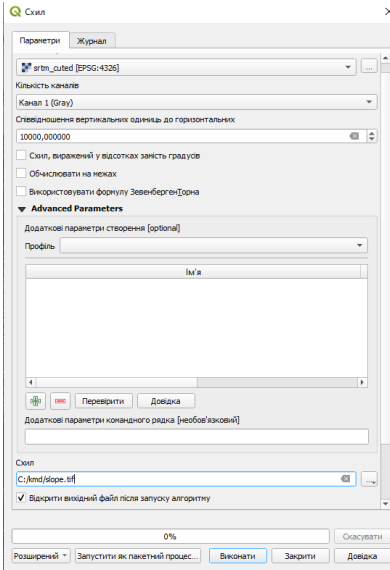 Схил
Параметри
Журнал
srtm_cuted [EPSG:4326]
...
Кількість каналів
Канал 1 (Gray)
Співвідношення вертикальних одиниць до горизонтальних
10000,000000
Схил, виражений у відсотках замість градусів
Обчислювати на межах
Використовувати формулу ЗевенбергенТорна
Advanced Parameters
Додаткові параметри створення [optional]
Профіль
Ім'я
Перевірити
Довідка
Додаткові параметри командного рядка [необов'язковий]
Схил
C:/kmd/slope.tif
...
Відкрити вихідний файл після запуску алгоритму
0%
Скасувати
Розширений
Запустити як пакетний процес...
Виконати
Закрити
Довідка